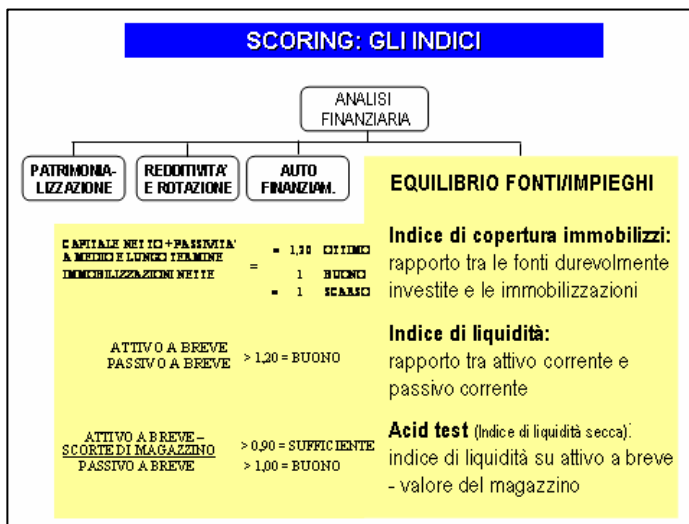 SCORING: GLI INDICI
ANALISI
FINANZIARIA
PATRIMONIA-
LIZZAZIONE
REDDITIVITA'
E ROTAZIONE
AUTO
FINANZIAM.
EQUILIBRIO FONTI/IMPIEGHI
CAPITALE NETTO + PASSIVITA'
A MEDIO E LUNGO TERMINE
IMMOBILIZZAZIONI NETTE
=
= 1,30 OTTIMO
1 BUONO
= 1 SCARSO
Indice di copertura immobilizzi:
rapporto tra le fonti durevolmente
investite e le immobilizzazioni
ATTIVO A BREVE
PASSIVO A BREVE
> 1,20 = BUONO
Indice di liquidità:
rapporto tra attivo corrente e
passivo corrente
ATTIVO A BREVE –
SCORTE DI MAGAZZINO
PASSIVO A BREVE
> 0,90 = SUFFICIENTE
> 1,00 = BUONO
Acid test (Indice di liquidità secca):
indice di liquidità su attivo a breve
- valore del magazzino